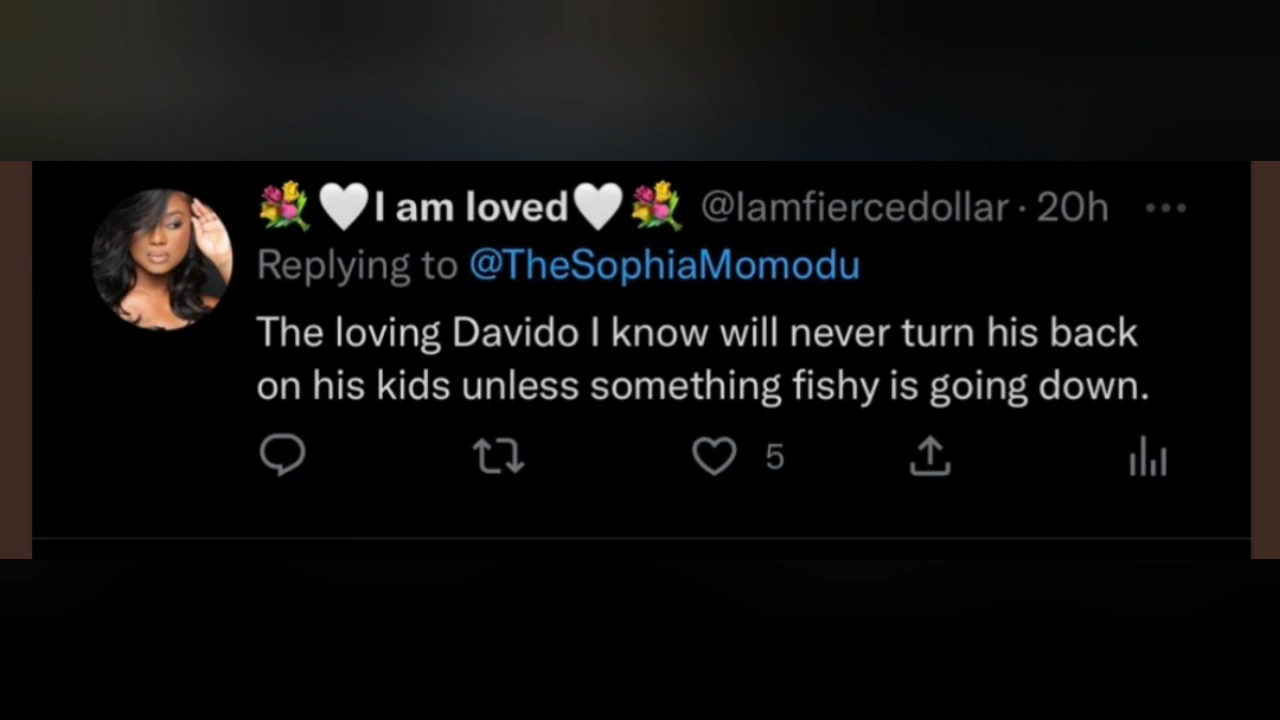 💐🤍I am loved🤍💐 @Iamfiercedollar · 20h
Replying to @TheSophiaMomodu
The loving Davido I know will never turn his back
on his kids unless something fishy is going down.
5